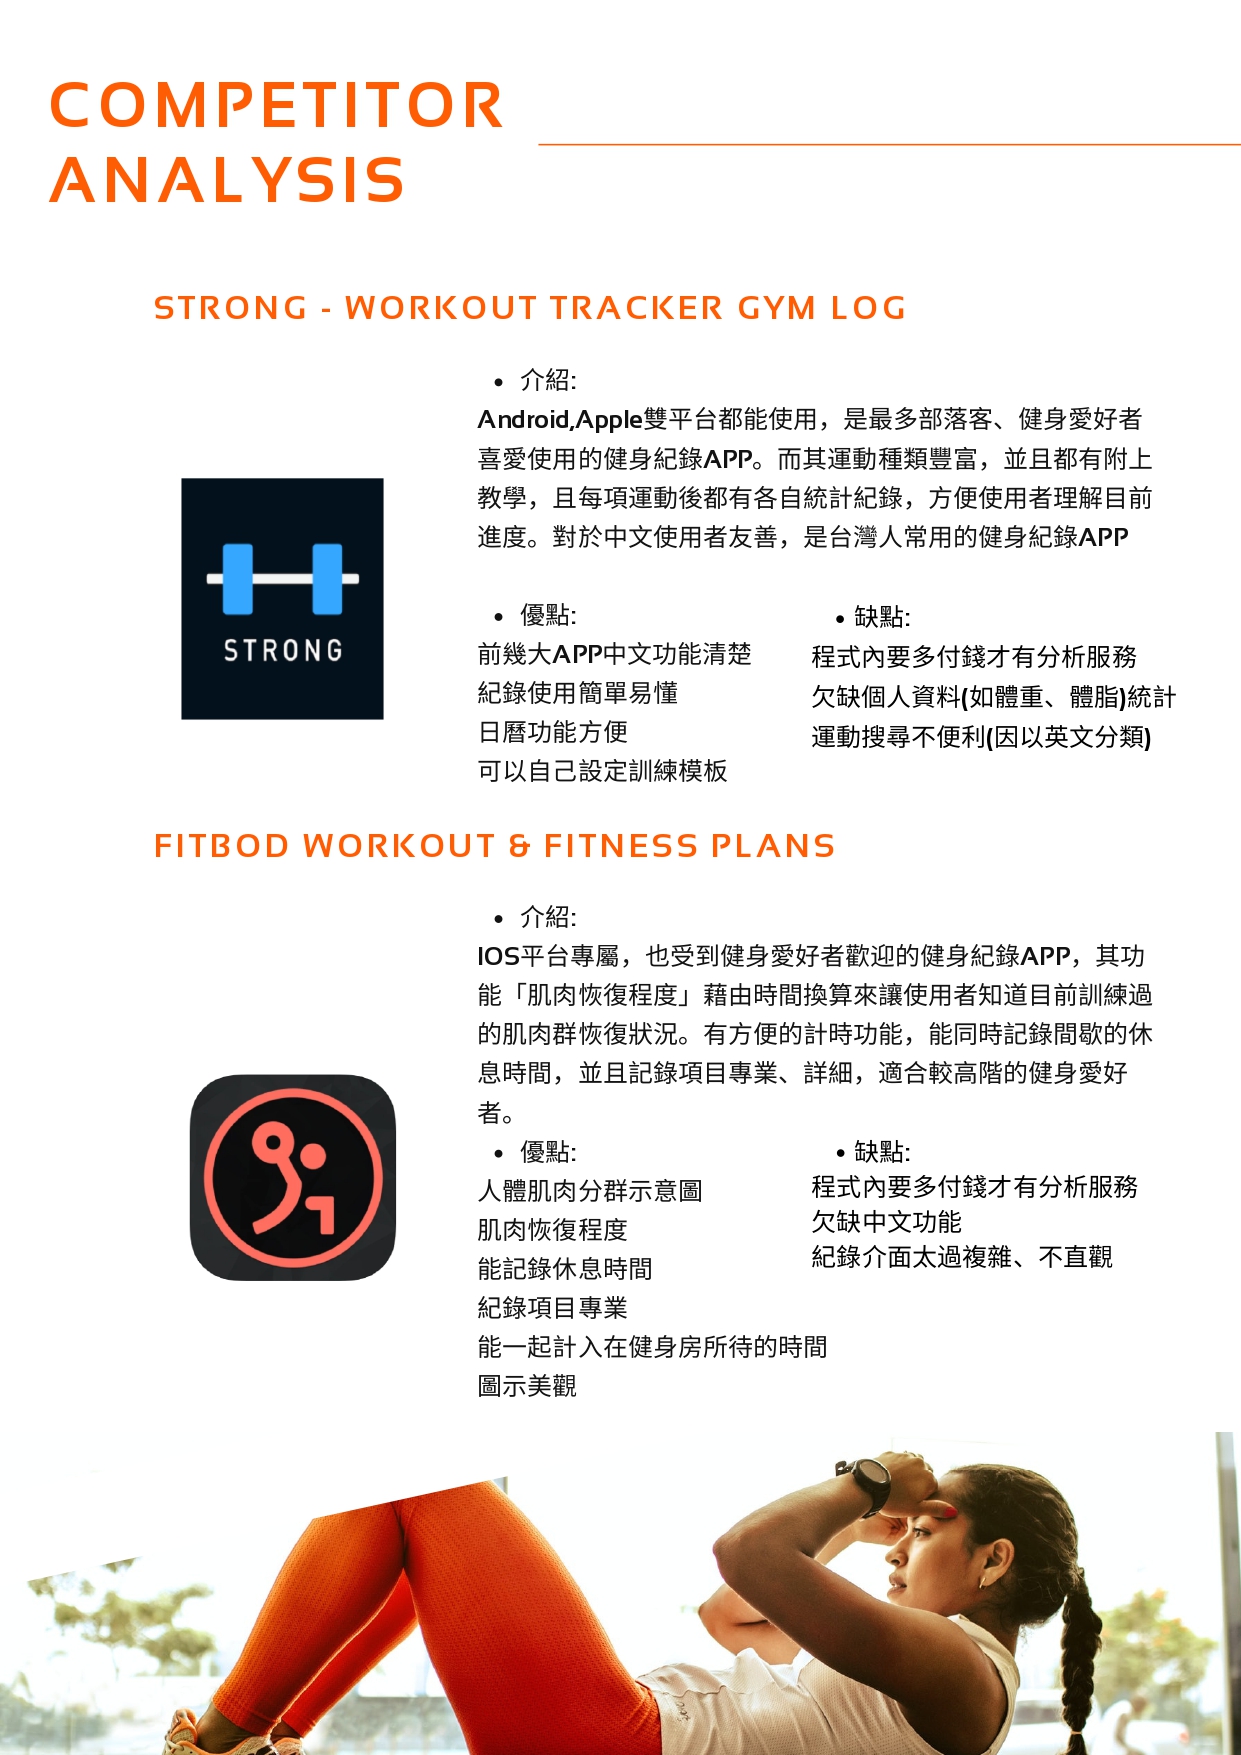 COMPETITOR
ANALYSIS
STRONG - WORKOUT TRACKER GYM LOG
• 介紹:
Android,Apple雙平台都能使用，是最多部落客、健身愛好者
喜愛使用的健身紀錄APP。而其運動種類豐富，並且都有附上
教學，且每項運動後都有各自統計紀錄，方便使用者理解目前
進度。對於中文使用者友善，是台灣人常用的健身紀錄APP
STRONG
• 優點:
前幾大APP中文功能清楚
紀錄使用簡單易懂
日曆功能方便
可以自己設定訓練模板
• 缺點:
程式內要多付錢才有分析服務
欠缺個人資料(如體重、體脂)統計
運動搜尋不便利(因以英文分類)
FITBOD WORKOUT & FITNESS PLANS
• 介紹:
IOS平台專屬，也受到健身愛好者歡迎的健身紀錄APP，其功
能「肌肉恢復程度」藉由時間換算來讓使用者知道目前訓練過
的肌肉群恢復狀況。有方便的計時功能，能同時記錄間歇的休
息時間，並且記錄項目專業、詳細，適合較高階的健身愛好
者。
• 優點:
人體肌肉分群示意圖
肌肉恢復程度
能記錄休息時間
紀錄項目專業
能一起計入在健身房所待的時間
圖示美觀
• 缺點:
程式內要多付錢才有分析服務
欠缺中文功能
紀錄介面太過複雜、不直觀